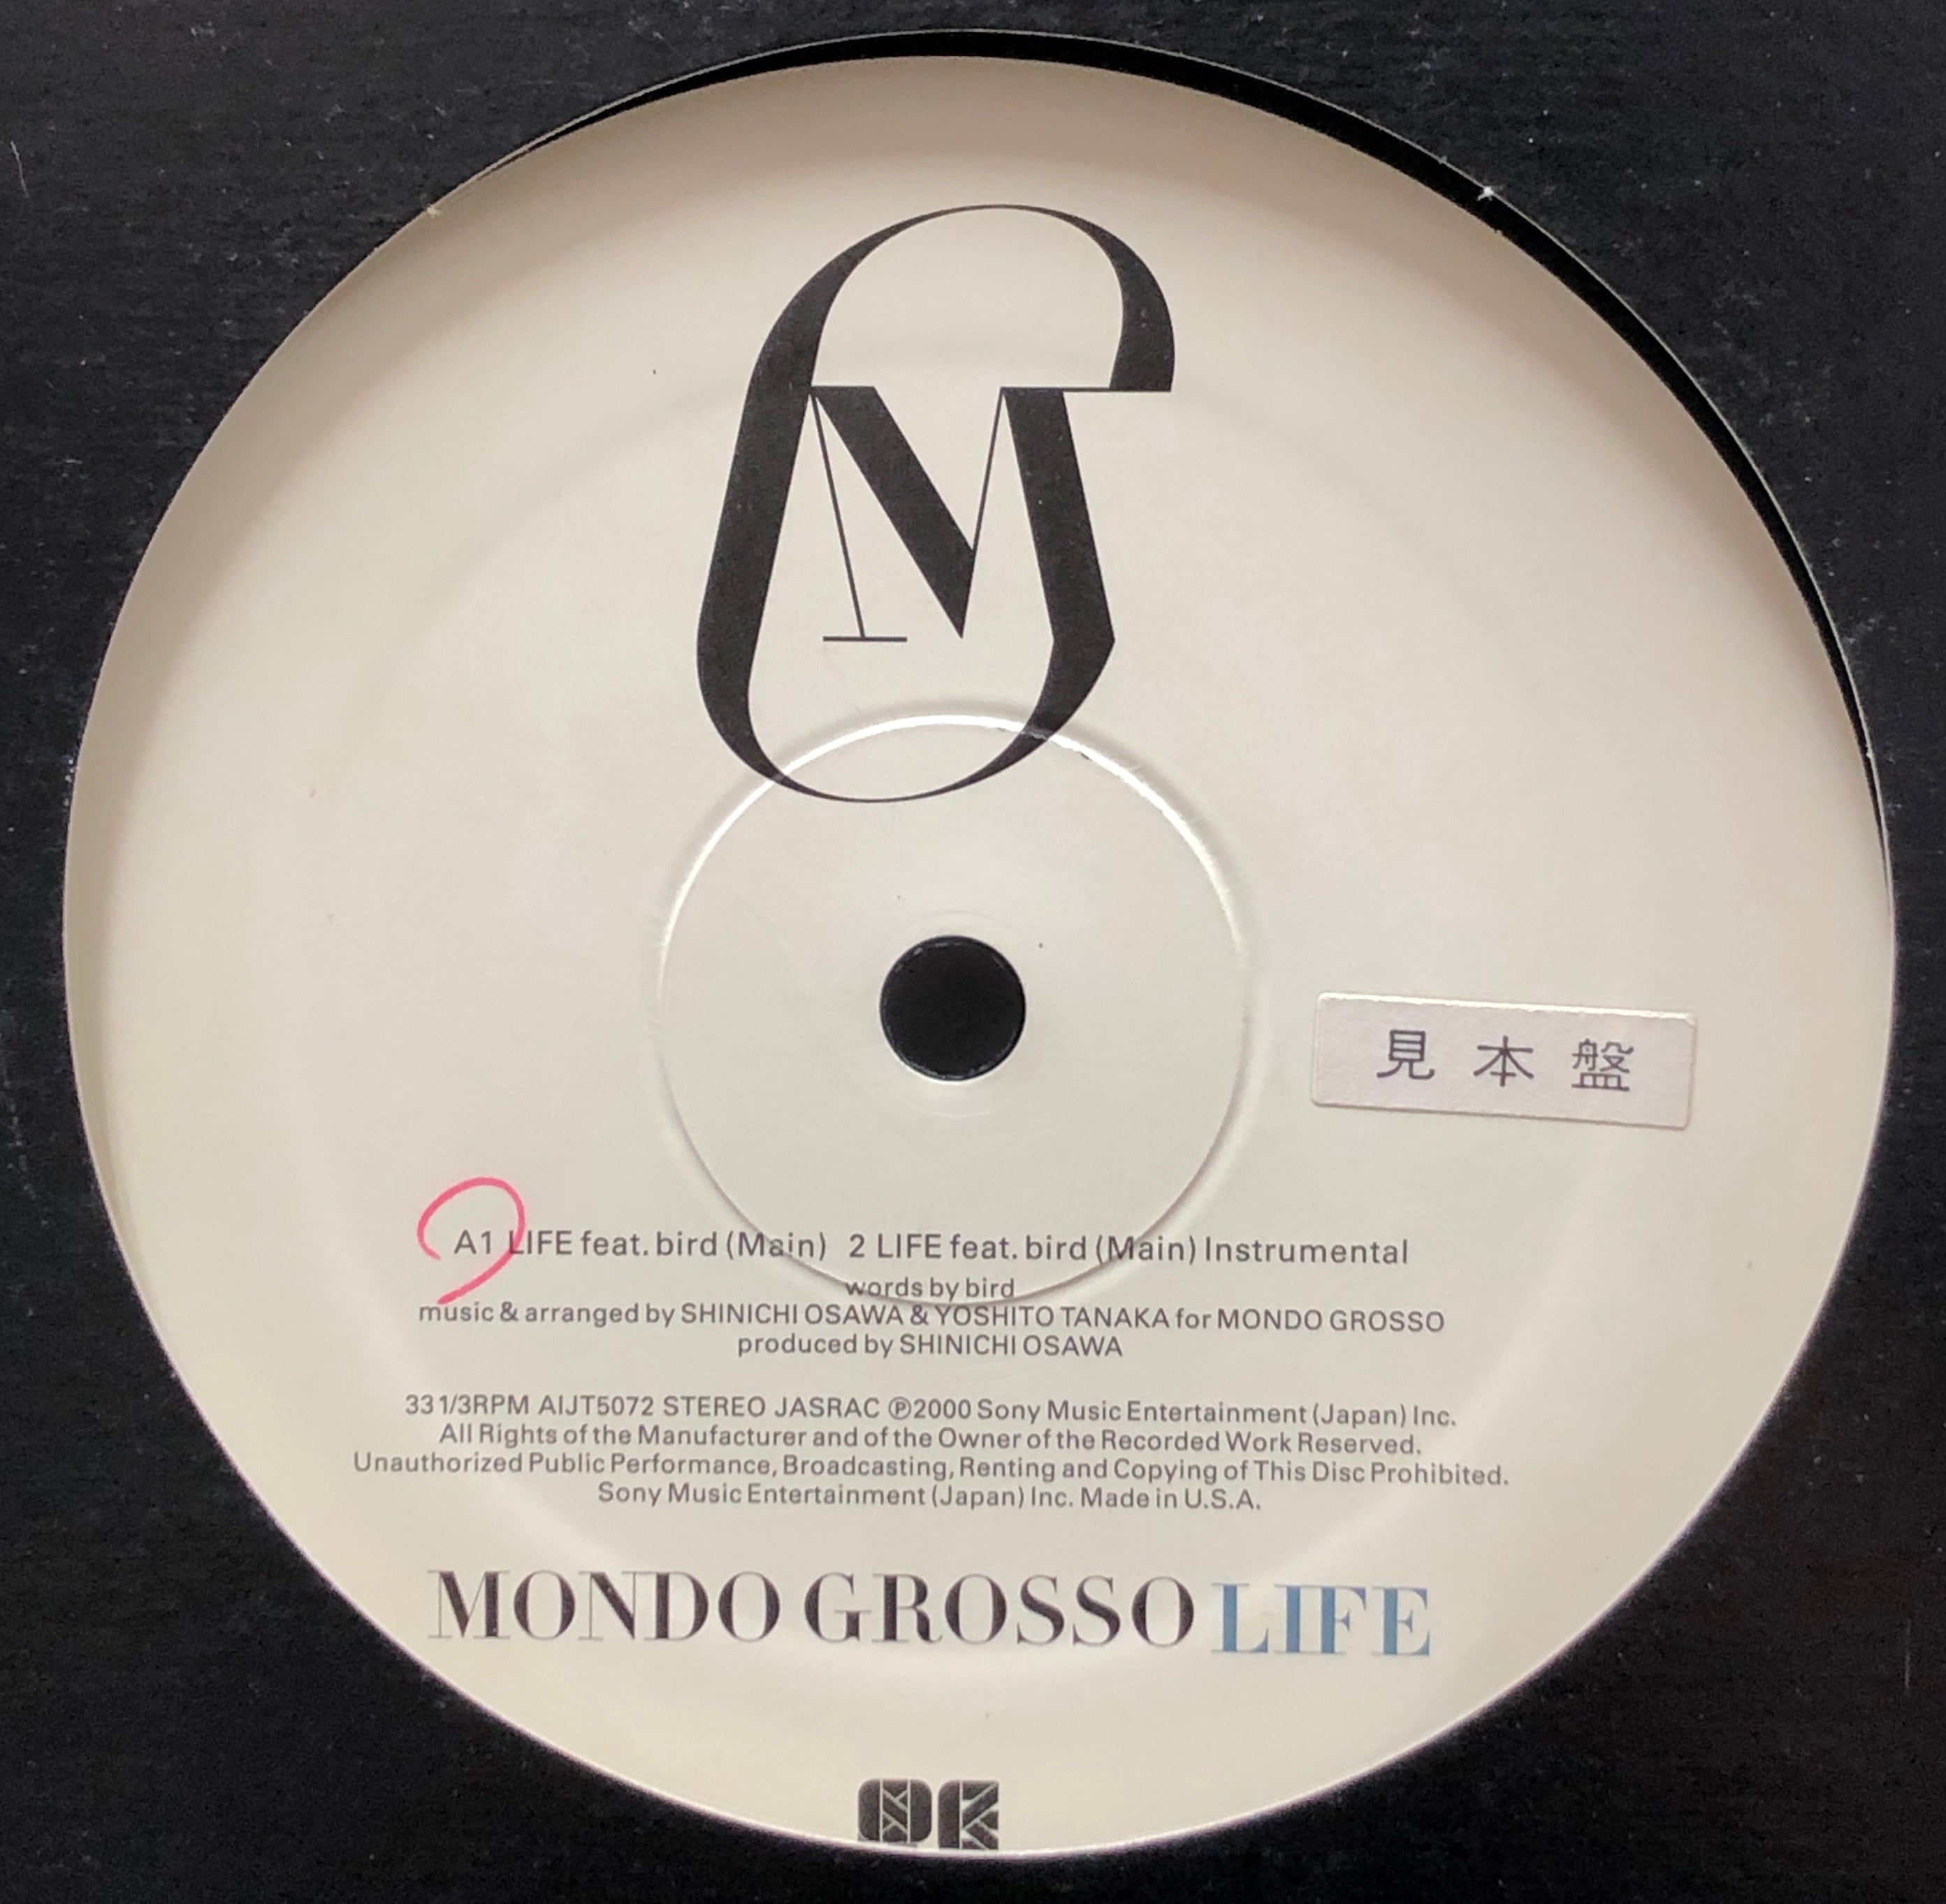 M
見本盤
A1 LIFE feat. bird (Main) 2 LIFE feat. bird (Main) Instrumental
words by bird
music & arranged by SHINICHI OSAWA & YOSHITO TANAKA for MONDO GROSSO
produced by SHINICHI OSAWA
33 1/3RPM AIJT5072 STEREO JASRAC ℗2000 Sony Music Entertainment (Japan) Inc.
All Rights of the Manufacturer and of the Owner of the Recorded Work Reserved.
Unauthorized Public Performance, Broadcasting, Renting and Copying of This Disc Prohibited.
Sony Music Entertainment (Japan) Inc. Made in U.S.A.
MONDO GROSSO LIFE